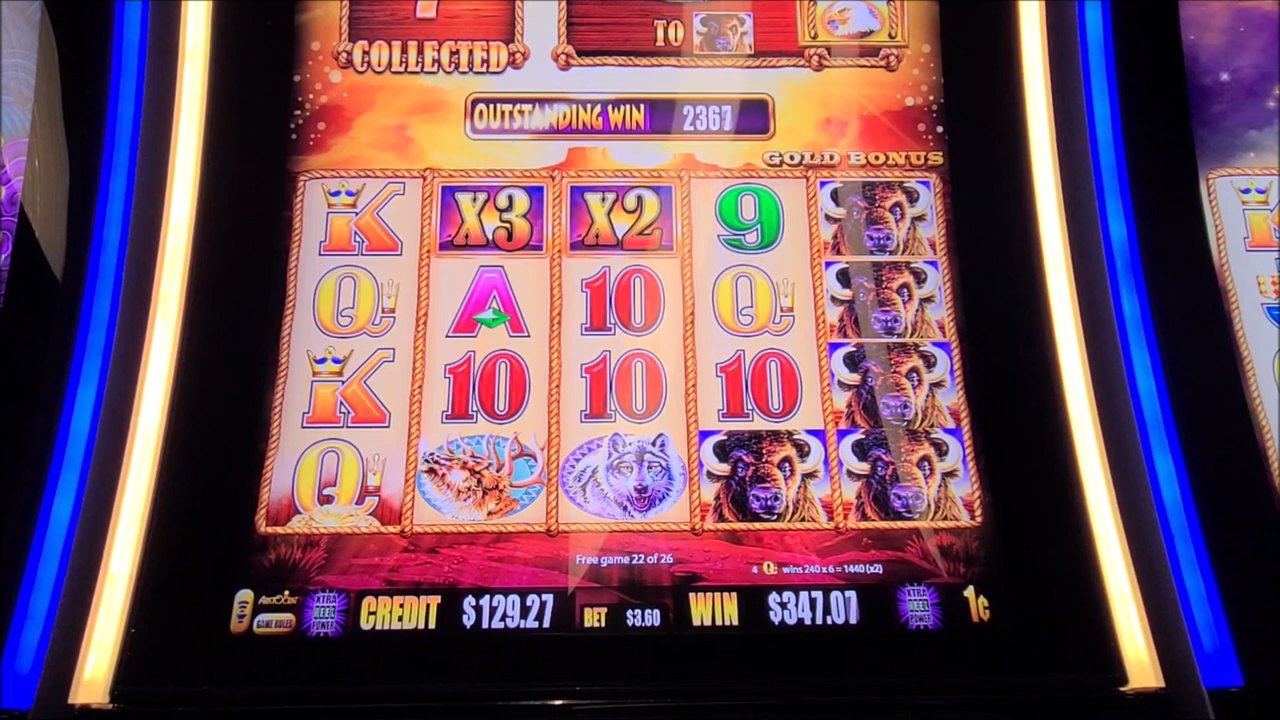 COLLECTED
TO
OUTSTANDING WIN 2367
GOLD BONUS
K X3 X2 9
Q A 10 Q
K 10 10 10
Q
Free game 22 of 26
4 Q wins 240 x 6 = 1440 (x2)
ARISTOCRAT
GAME RULES
XTRA REEL POWER
CREDIT $129.27
BET $3.60
WIN $347.07
XTRA REEL POWER
1¢